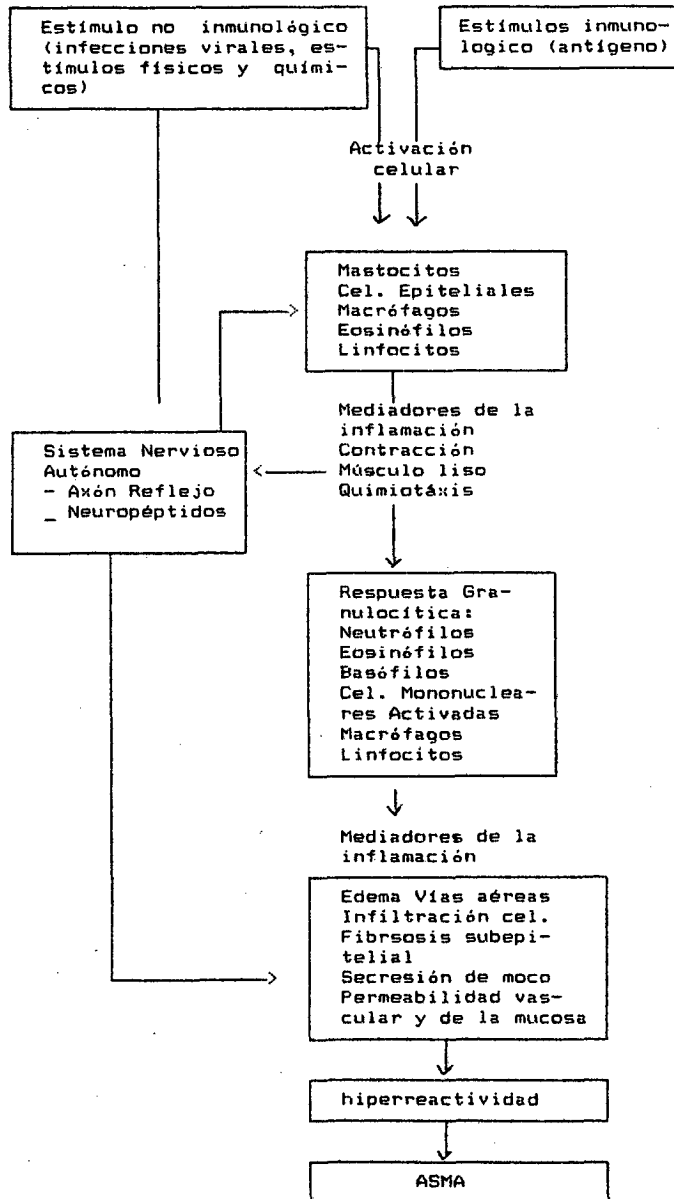 Estímulo no inmunológico
(infecciones virales, es-
tímulos físicos y quími-
cos)
Estímulos inmuno-
logico (antígeno)
Activación
celular
Mastocitos
Cel. Epiteliales
Macrófagos
Eosinófilos
Linfocitos
Mediadores de la
inflamación
Contracción
Músculo liso
Quimiotáxis
Sistema Nervioso
Autónomo
- Axón Reflejo
_ Neuropéptidos
Respuesta Gra-
nulocítica:
Neutrófilos
Eosinófilos
Basófilos
Cel. Mononuclea-
res Activadas
Macrófagos
Linfocitos
Mediadores de la
inflamación
Edema Vías aéreas
Infiltración cel.
Fibrsosis subepi-
telial
Secresión de moco
Permeabilidad vas-
cular y de la mucosa
hiperreactividad
ASMA